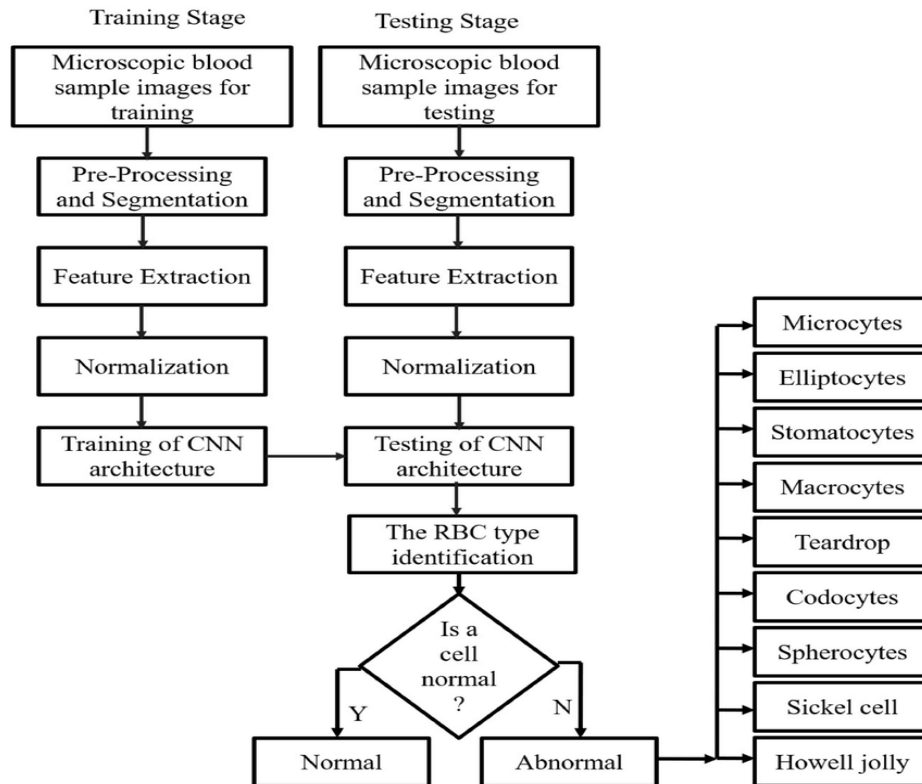 Training Stage
Testing Stage
Microscopic blood
sample images for
training
Microscopic blood
sample images for
testing
Pre-Processing
and Segmentation
Pre-Processing
and Segmentation
Feature Extraction
Feature Extraction
Normalization
Normalization
Training of CNN
architecture
Testing of CNN
architecture
The RBC type
identification
Is a
cell
normal
?
Y
N
Normal
Abnormal
Microcytes
Elliptocytes
Stomatocytes
Macrocytes
Teardrop
Codocytes
Spherocytes
Sickel cell
Howell jolly